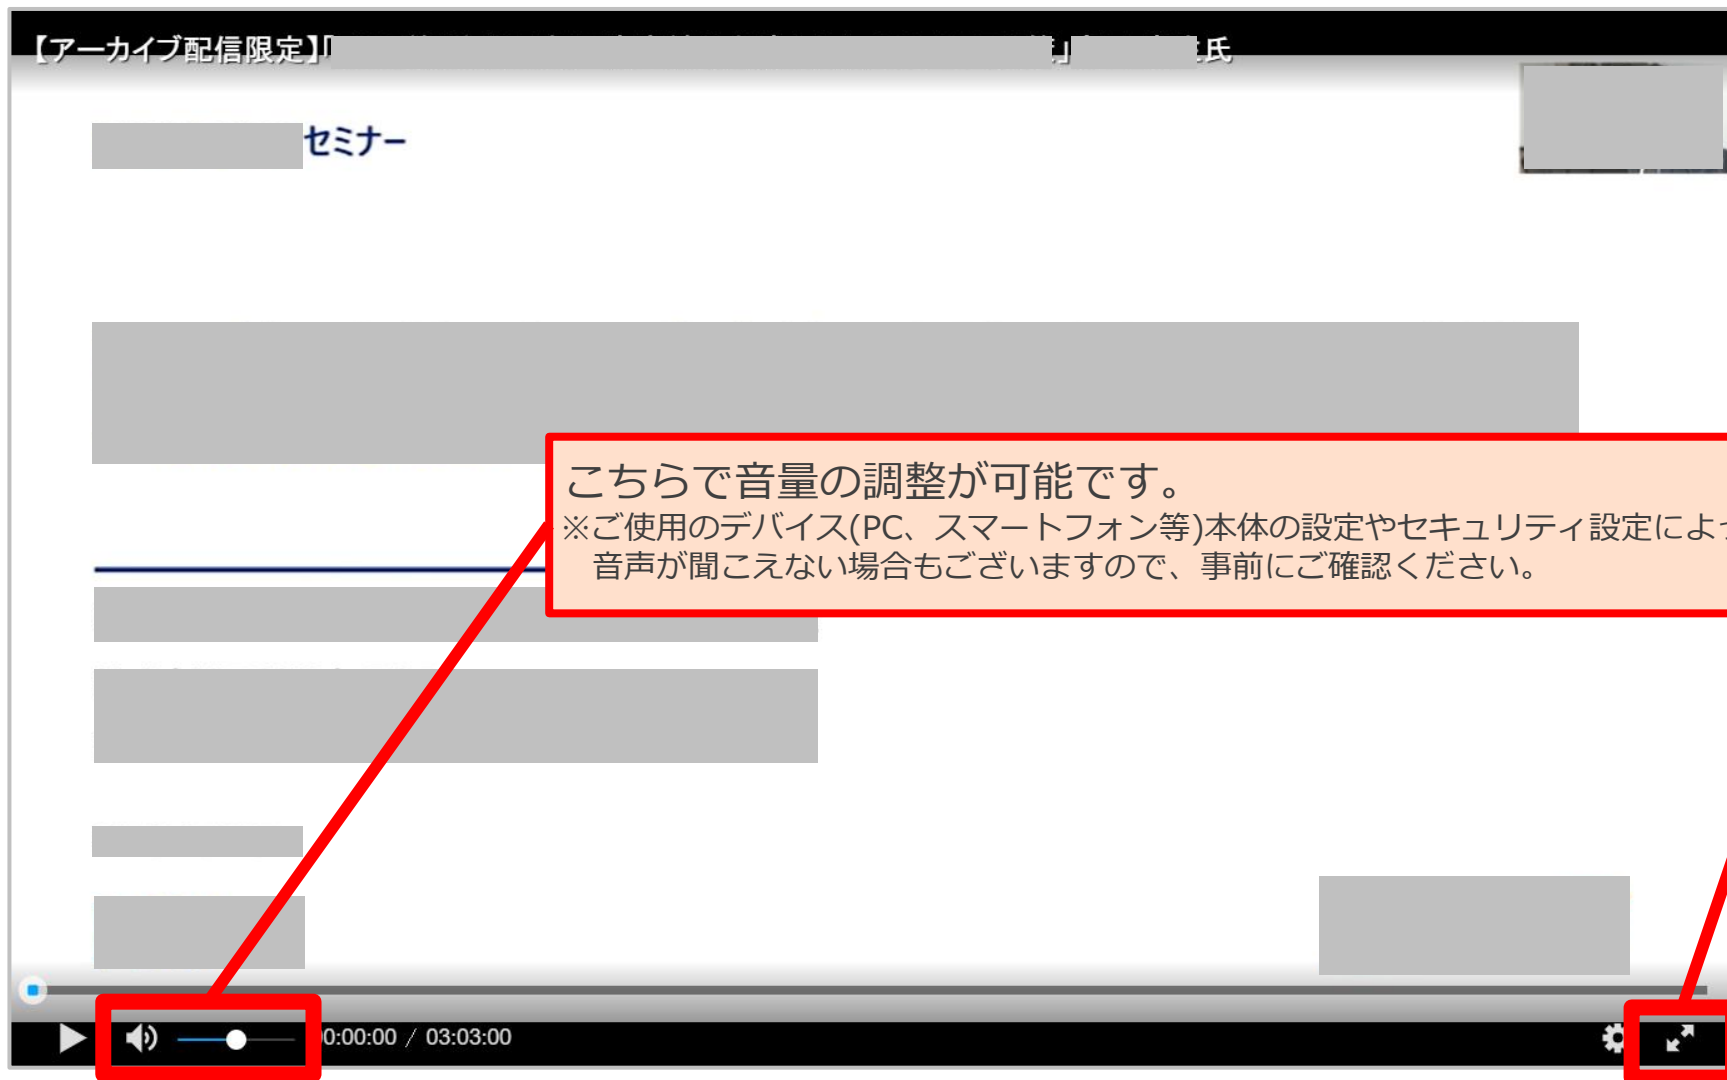 【アーカイブ配信限定】「
」
氏
セミナー
こちらで音量の調整が可能です。
※ご使用のデバイス(PC、スマートフォン等)本体の設定やセキュリティ設定によっ
音声が聞こえない場合もございますので、事前にご確認ください。
0:00:00 / 03:03:00